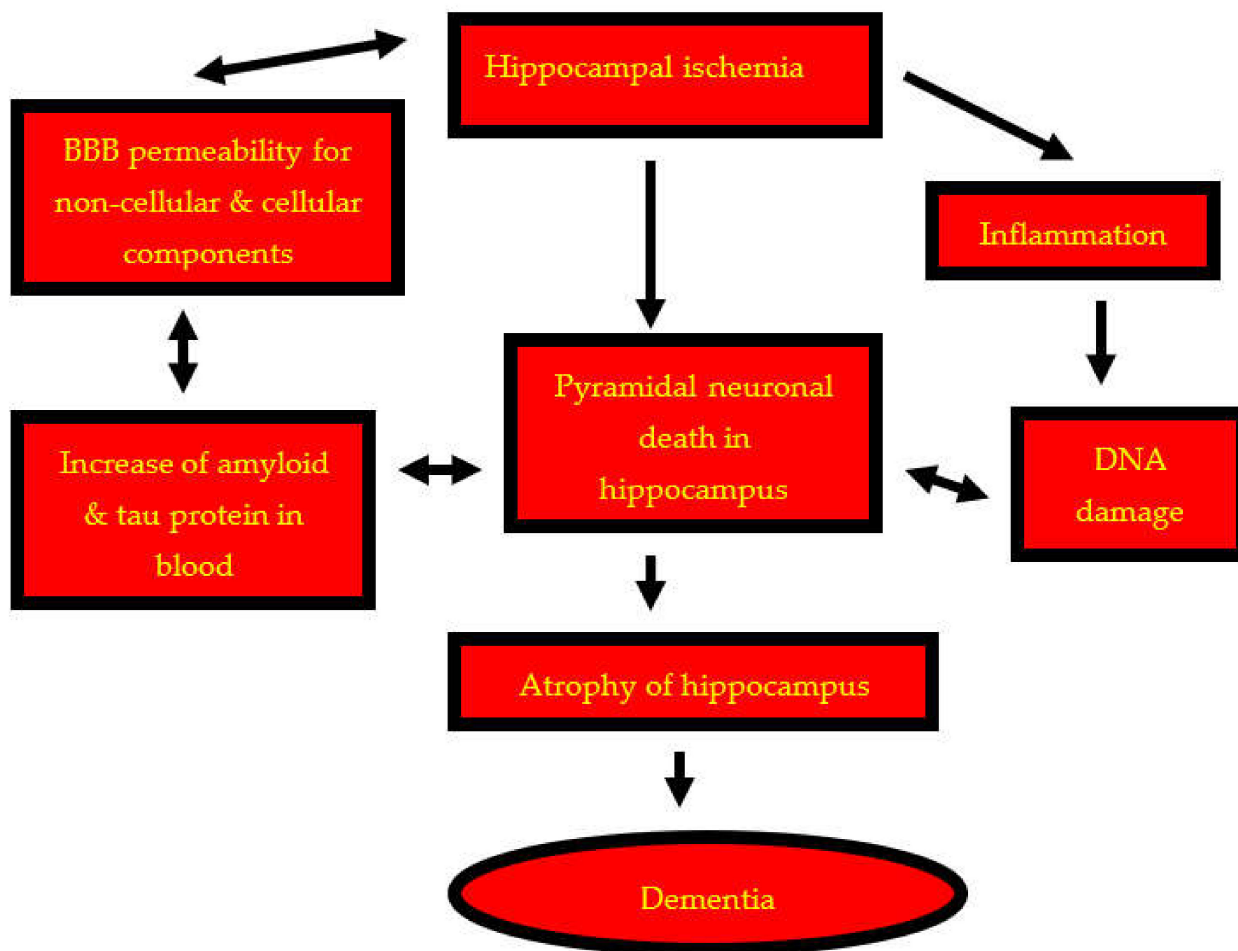 Hippocampal ischemia
BBB permeability for
non-cellular & cellular
components
Inflammation
Pyramidal neuronal
death in
hippocampus
Increase of amyloid
& tau protein in
blood
DNA
damage
Atrophy of hippocampus
Dementia